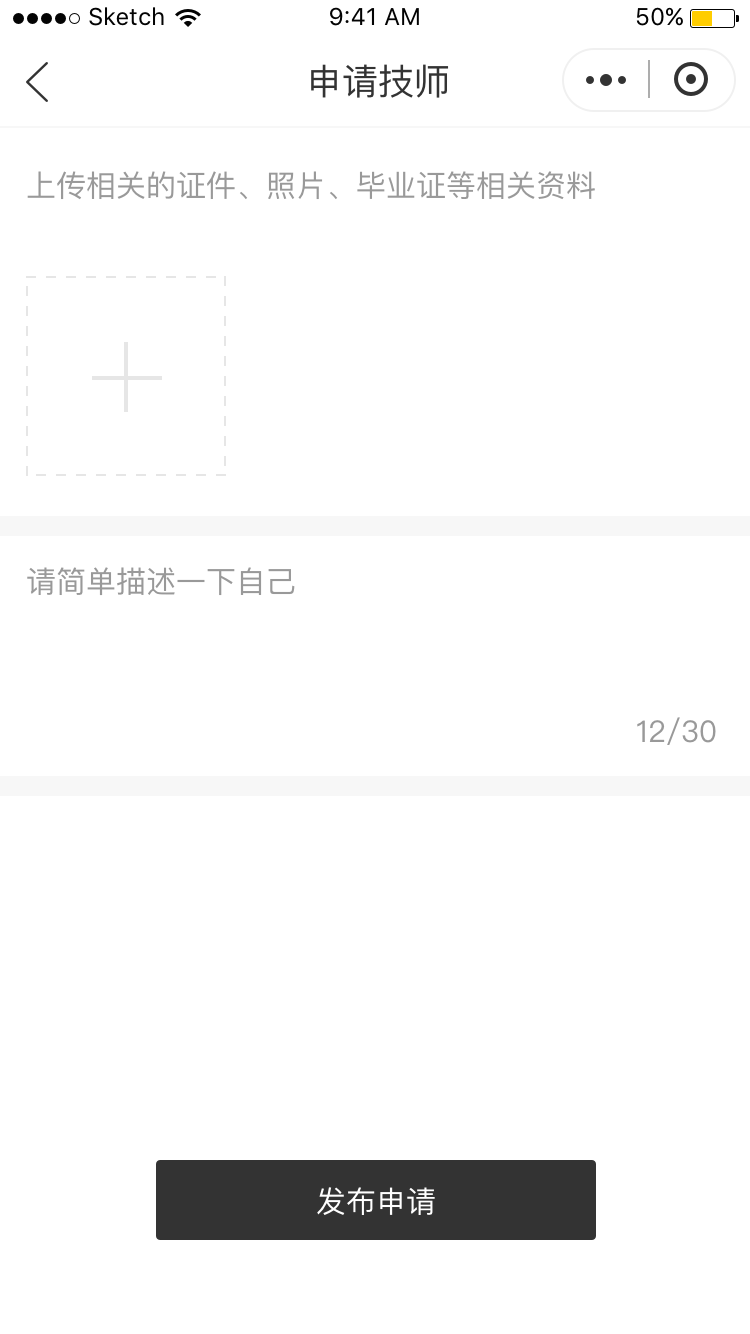 Sketch 9:41 AM 50%
申请技师
上传相关的证件、照片、毕业证等相关资料
请简单描述一下自己
12/30
发布申请